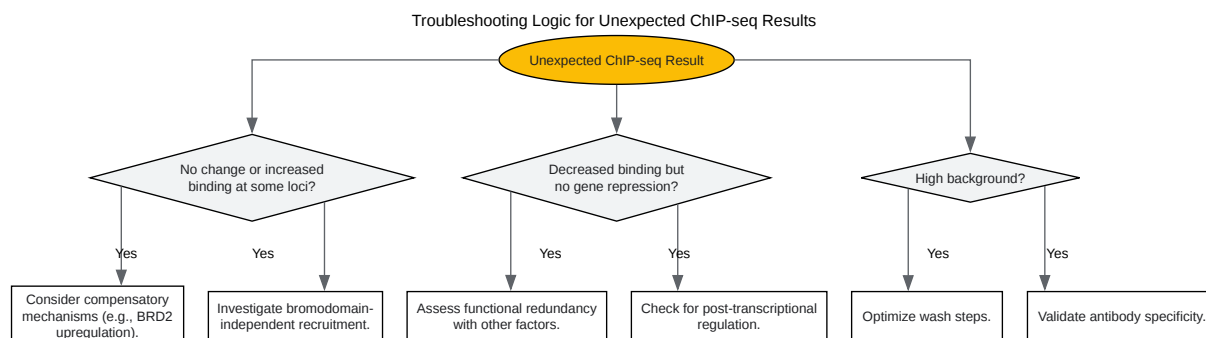 Troubleshooting Logic for Unexpected ChIP-seq Results
Unexpected ChIP-seq Result
No change or increased
binding at some loci?
Decreased binding but
no gene repression?
High background?
Yes
Yes
Yes
Yes
Yes
Yes
Consider compensatory
mechanisms (e.g., BRD2
upregulation).
Investigate bromodomain-
independent recruitment.
Assess functional redundancy
with other factors.
Check for post-transcriptional
regulation.
Optimize wash steps.
Validate antibody specificity.